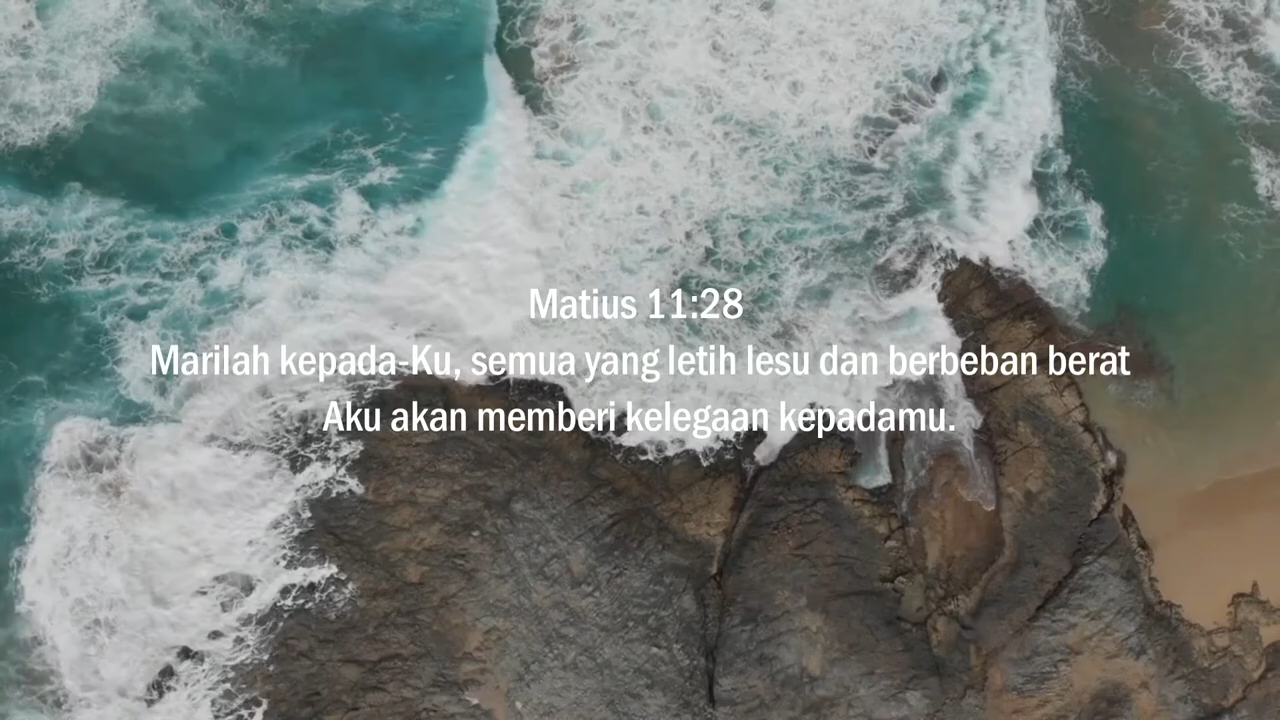 Matius 11:28
Marilah kepada-Ku, semua yang letih lesu dan berbeban berat
Aku akan memberi kelegaan kepadamu.